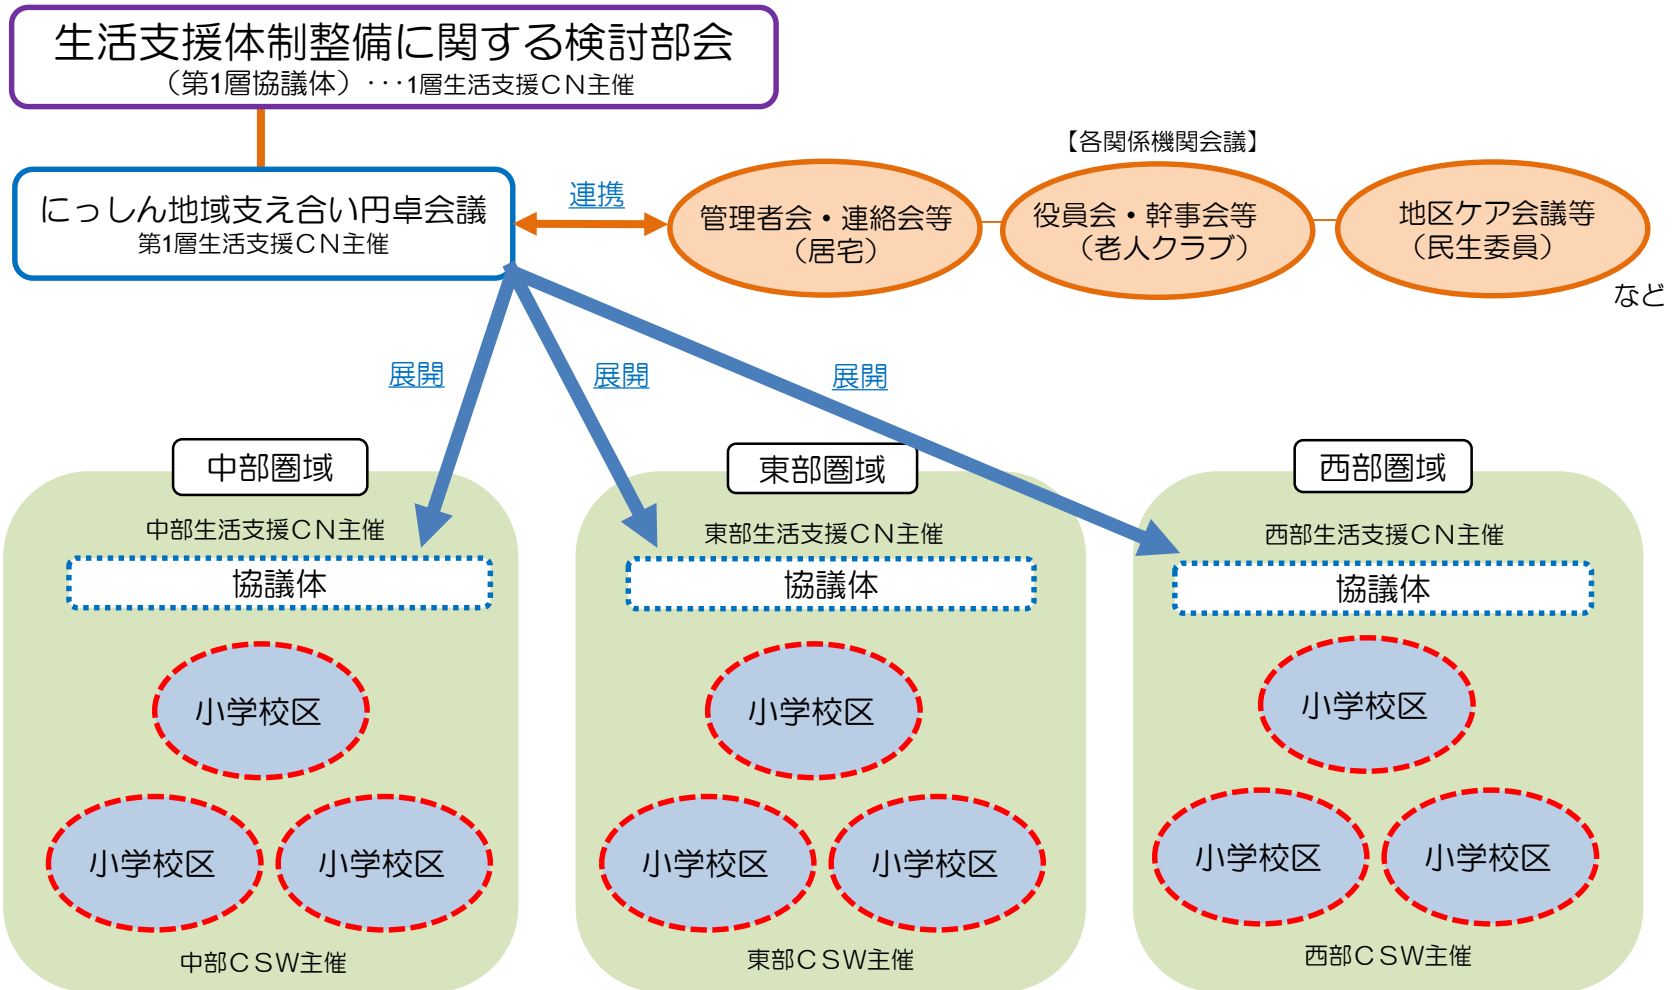 生活支援体制整備に関する検討部会
（第1層協議体）･･･1層生活支援ＣＮ主催
【各関係機関会議】
にっしん地域支え合い円卓会議
第1層生活支援ＣＮ主催
連携
管理者会・連絡会等
（居宅）
役員会・幹事会等
（老人クラブ）
地区ケア会議等
（民生委員）
など
展開
展開
展開
中部圏域
中部生活支援ＣＮ主催
協議体
小学校区
小学校区
小学校区
中部ＣＳＷ主催
東部圏域
東部生活支援ＣＮ主催
協議体
小学校区
小学校区
小学校区
東部ＣＳＷ主催
西部圏域
西部生活支援ＣＮ主催
協議体
小学校区
小学校区
小学校区
西部ＣＳＷ主催